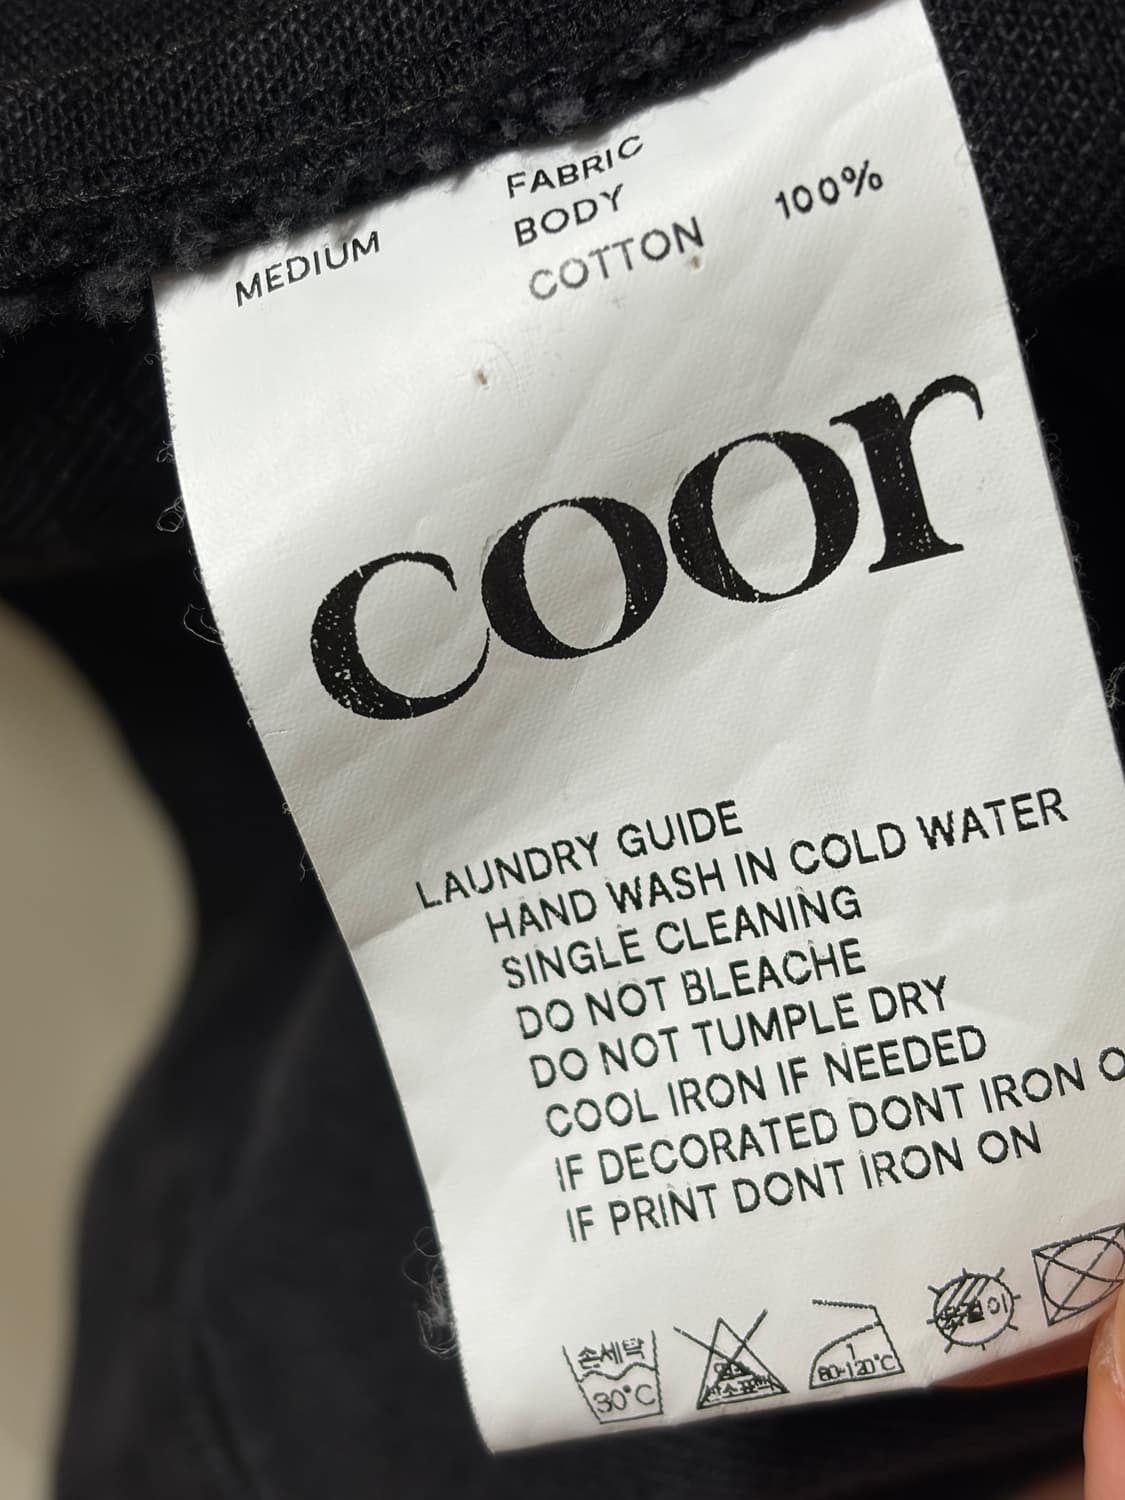 MEDIUM
FABRIC
BODY
COTTON 100%
coor
LAUNDRY GUIDE
HAND WASH IN COLD WATER
SINGLE CLEANING
DO NOT BLEACHE
DO NOT TUMPLE DRY
COOL IRON IF NEEDED
IF DECORATED DONT IRON
IF PRINT DONT IRON ON
손세탁
30°C
1
80-120°C